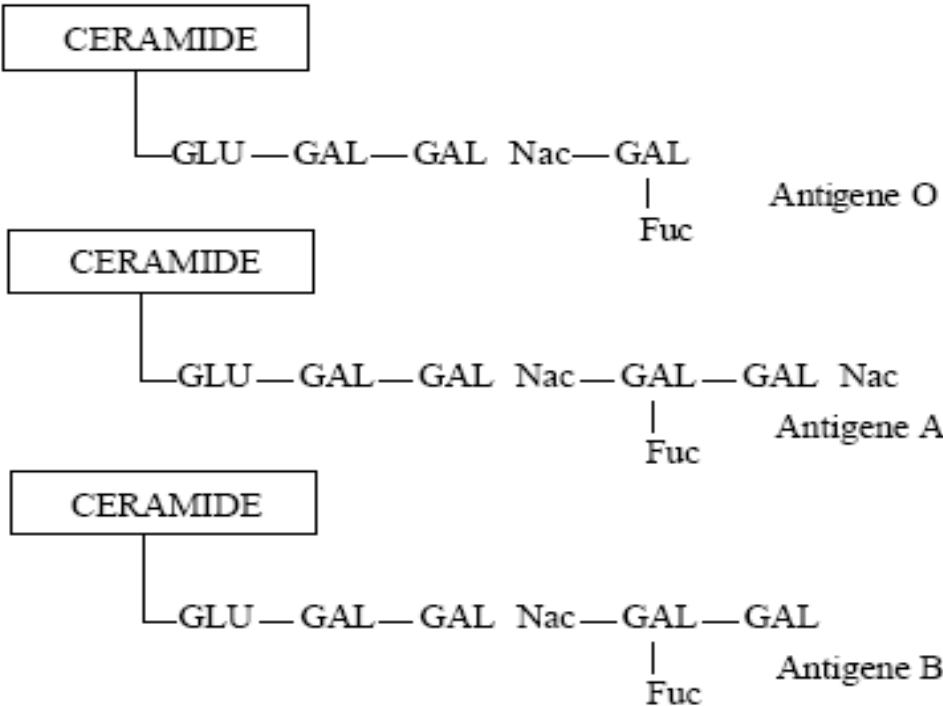 CERAMIDE
GLU — GAL — GAL Nac — GAL
Antigene O
Fuc
CERAMIDE
GLU — GAL — GAL Nac — GAL — GAL Nac
Antigene A
Fuc
CERAMIDE
GLU — GAL — GAL Nac — GAL — GAL
Antigene B
Fuc